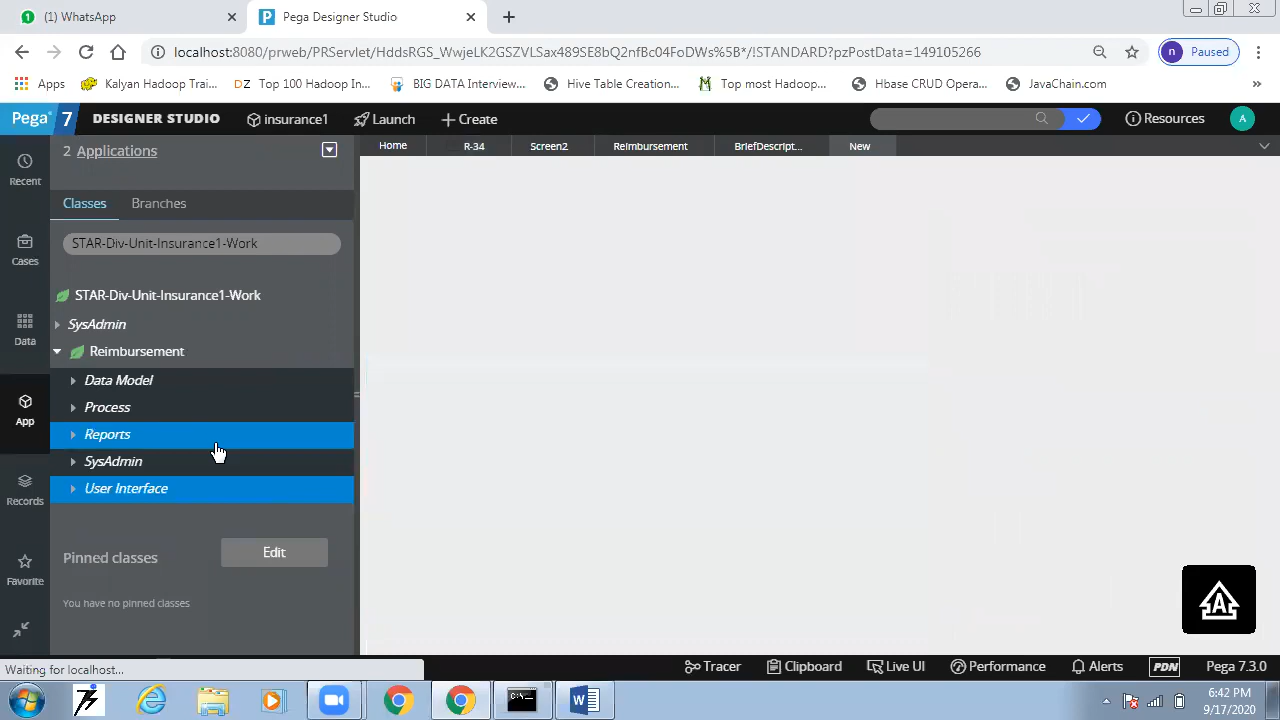 (1) WhatsApp
Pega Designer Studio
localhost:8080/prweb/PRServlet/HddsRGS_WwjeLK2GSZVLSax489SE8bQ2nfBc04FoDWs%5B*/!STANDARD?pzPostData=149105266
n Paused
Apps
Kalyan Hadoop Trai...
DZ Top 100 Hadoop In...
BIG DATA Interview...
Hive Table Creation...
Top most Hadoop...
Hbase CRUD Opera...
JavaChain.com
»
Pega 7 DESIGNER STUDIO
insurance1
Launch
Create
Resources
A
2 Applications
Home
R-34
Screen2
Reimbursement
BriefDescript...
New
Recent
Cases
Data
App
Records
Favorite
Classes
Branches
STAR-Div-Unit-Insurance1-Work
STAR-Div-Unit-Insurance1-Work
SysAdmin
Reimbursement
Data Model
Process
Reports
SysAdmin
User Interface
Pinned classes
Edit
You have no pinned classes
A
Waiting for localhost...
Tracer
Clipboard
Live UI
Performance
Alerts
PDN
Pega 7.3.0
6:42 PM
9/17/2020